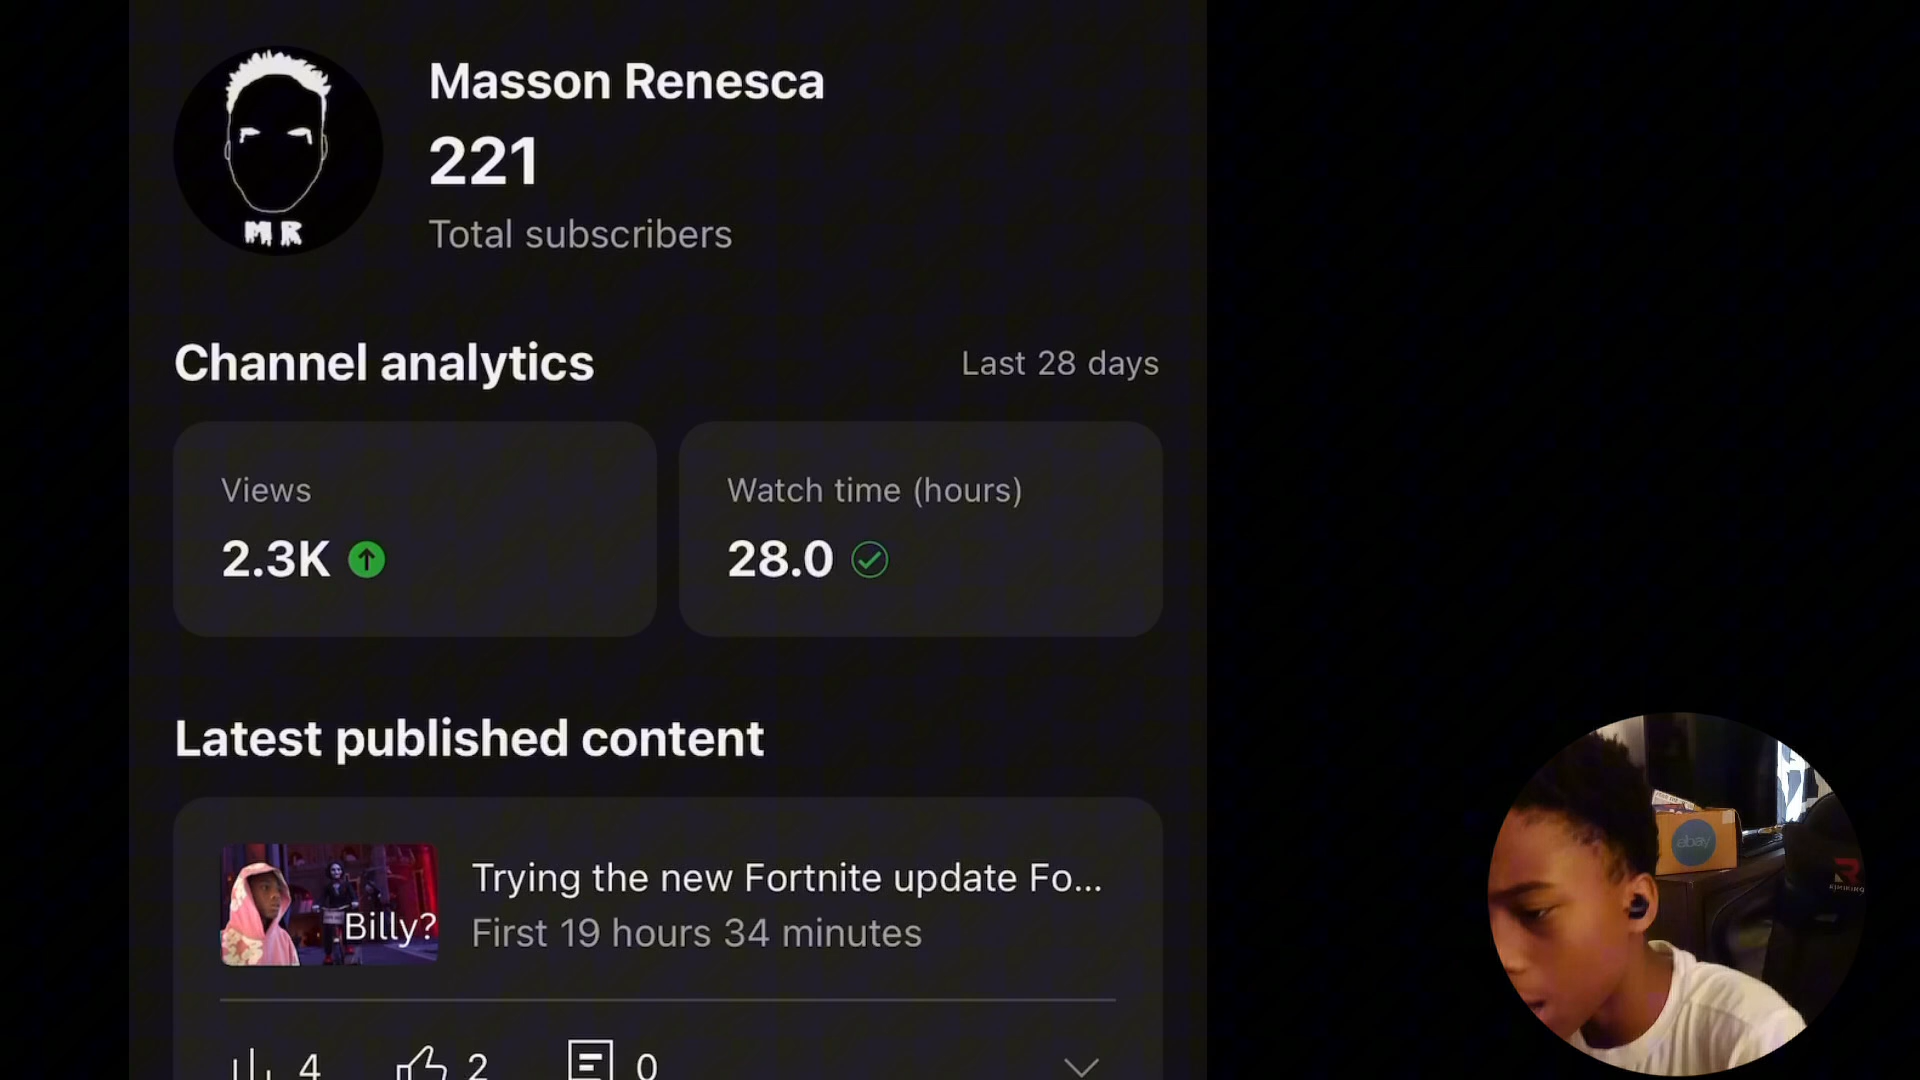 MR
Masson Renesca
221
Total subscribers
Channel analytics
Last 28 days
Views
2.3K
Watch time (hours)
28.0
Latest published content
Billy?
Trying the new Fortnite update Fo...
First 19 hours 34 minutes
4
2
0
ebay